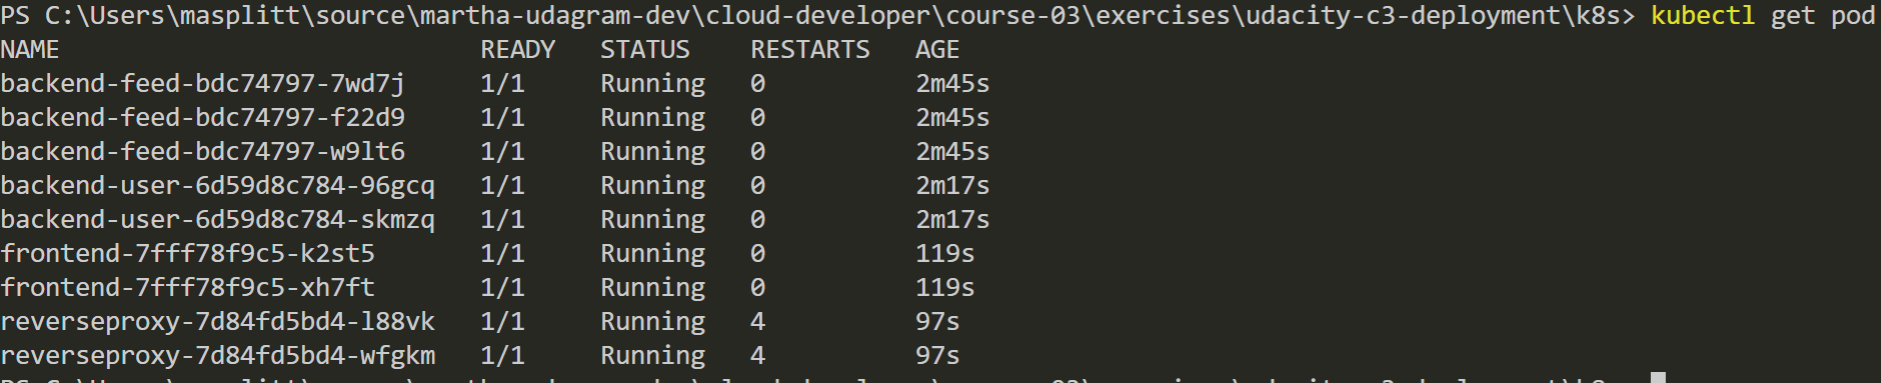 PS C:\Users\masplitt\source\martha-udagram-dev\cloud-developer\course-03\exercises\udacity-c3-deployment\k8s> kubectl get pod
NAME READY STATUS RESTARTS AGE
backend-feed-bdc74797-7wd7j 1/1 Running 0 2m45s
backend-feed-bdc74797-f22d9 1/1 Running 0 2m45s
backend-feed-bdc74797-w9lt6 1/1 Running 0 2m45s
backend-user-6d59d8c784-96gcq 1/1 Running 0 2m17s
backend-user-6d59d8c784-skmzq 1/1 Running 0 2m17s
frontend-7fff78f9c5-k2st5 1/1 Running 0 119s
frontend-7fff78f9c5-xh7ft 1/1 Running 0 119s
reverseproxy-7d84fd5bd4-l88vk 1/1 Running 4 97s
reverseproxy-7d84fd5bd4-wfgkm 1/1 Running 4 97s